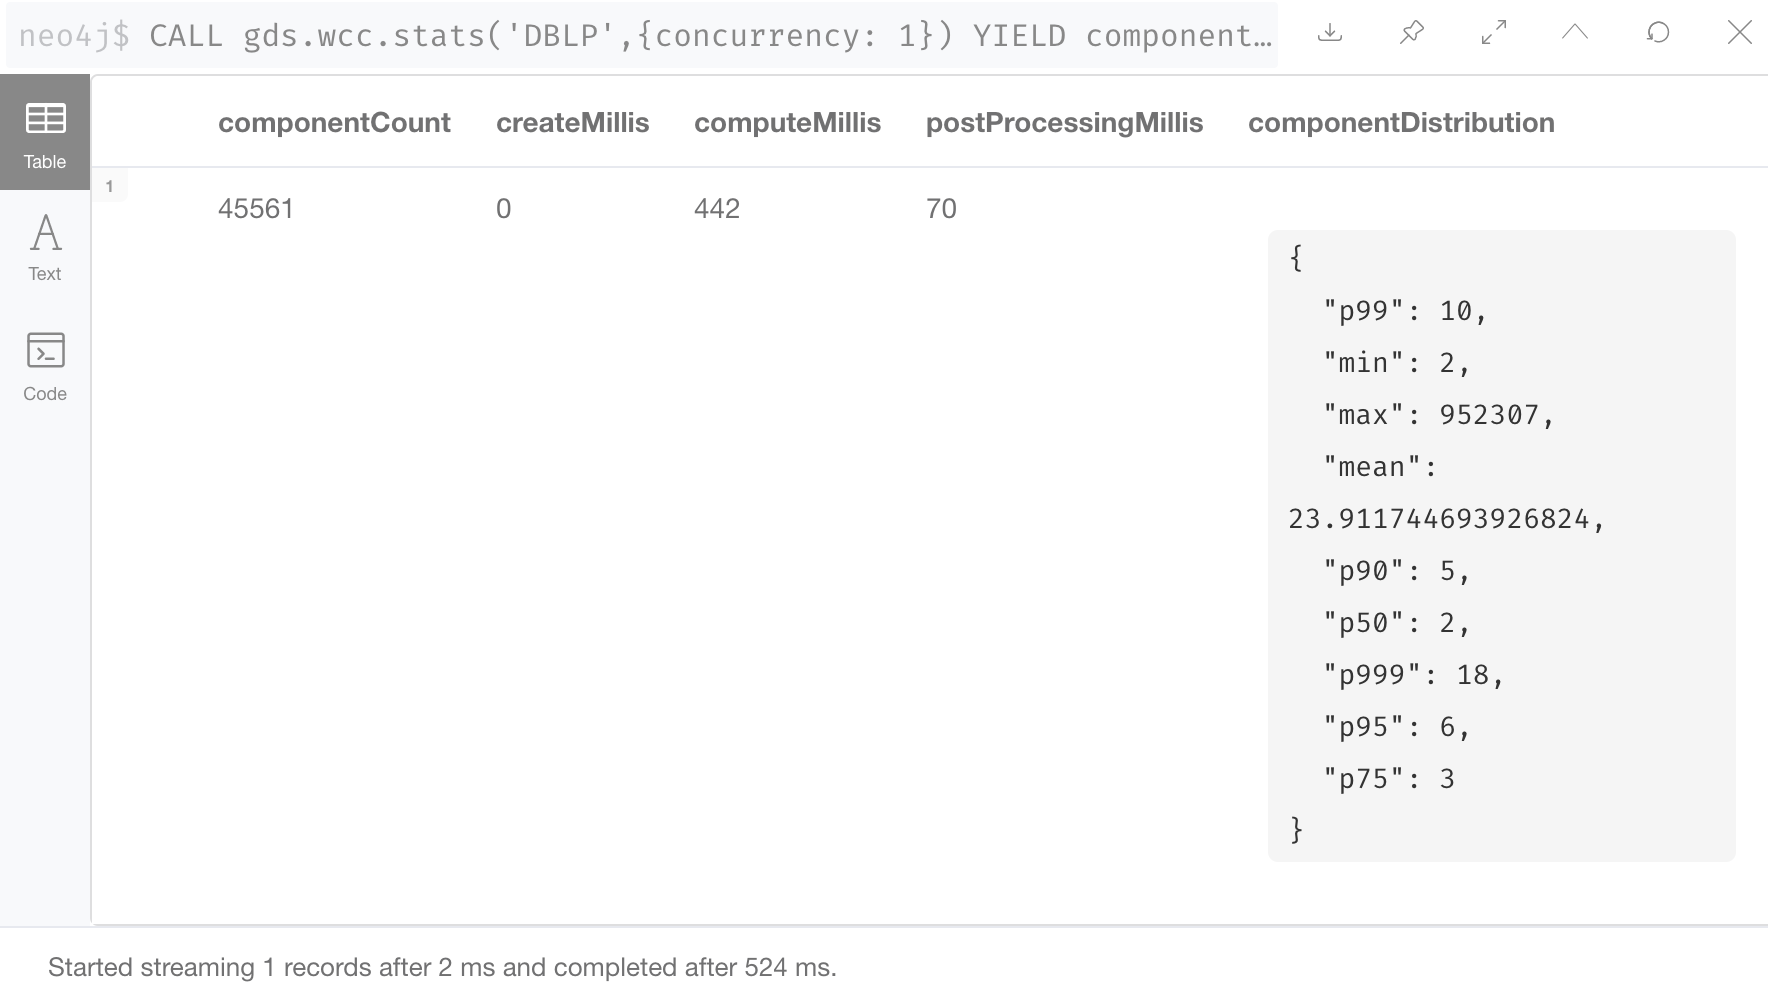 neo4j$ CALL gds.wcc.stats('DBLP',{concurrency: 1}) YIELD component…
Table
Text
Code
componentCount createMillis computeMillis postProcessingMillis componentDistribution
1
45561 0 442 70
{
"p99": 10,
"min": 2,
"max": 952307,
"mean":
23.911744693926824,
"p90": 5,
"p50": 2,
"p999": 18,
"p95": 6,
"p75": 3
}
Started streaming 1 records after 2 ms and completed after 524 ms.